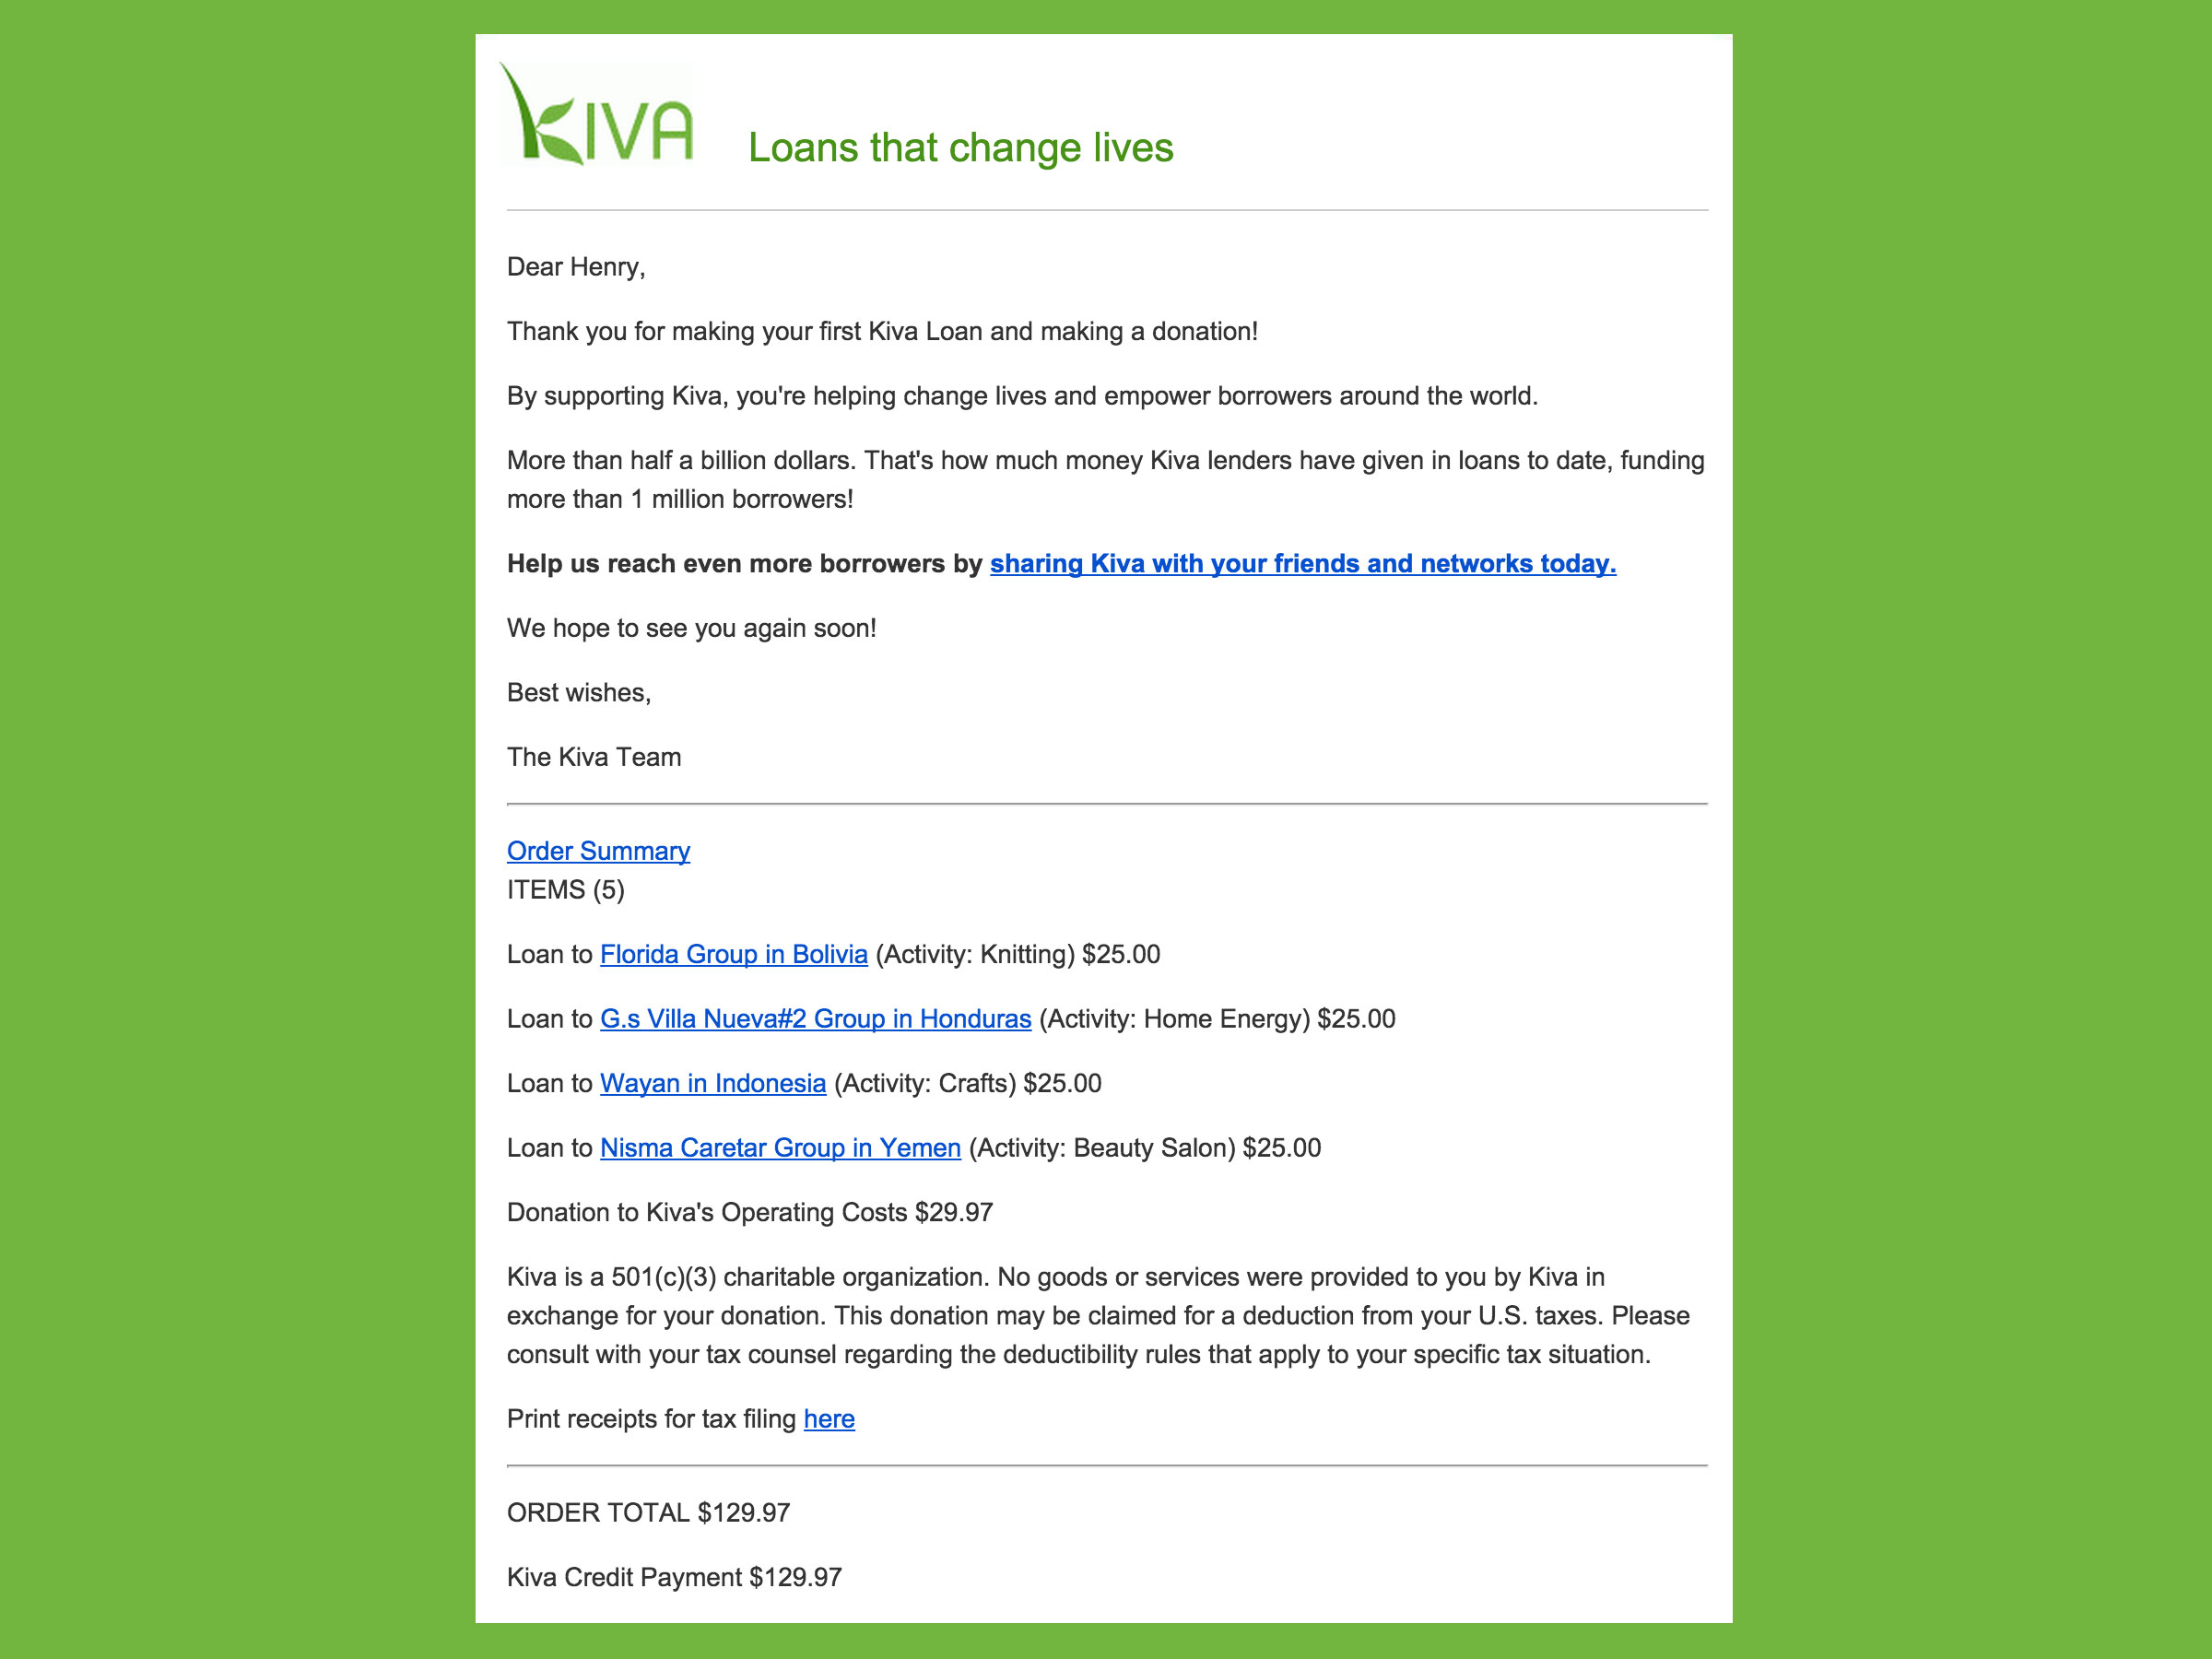 KIVA
Loans that change lives
Dear Henry,
Thank you for making your first Kiva Loan and making a donation!
By supporting Kiva, you're helping change lives and empower borrowers around the world.
More than half a billion dollars. That's how much money Kiva lenders have given in loans to date, funding
more than 1 million borrowers!
Help us reach even more borrowers by sharing Kiva with your friends and networks today.
We hope to see you again soon!
Best wishes,
The Kiva Team
Order Summary
ITEMS (5)
Loan to Florida Group in Bolivia (Activity: Knitting) $25.00
Loan to G.s Villa Nueva#2 Group in Honduras (Activity: Home Energy) $25.00
Loan to Wayan in Indonesia (Activity: Crafts) $25.00
Loan to Nisma Caretar Group in Yemen (Activity: Beauty Salon) $25.00
Donation to Kiva's Operating Costs $29.97
Kiva is a 501(c)(3) charitable organization. No goods or services were provided to you by Kiva in
exchange for your donation. This donation may be claimed for a deduction from your U.S. taxes. Please
consult with your tax counsel regarding the deductibility rules that apply to your specific tax situation.
Print receipts for tax filing here
ORDER TOTAL $129.97
Kiva Credit Payment $129.97